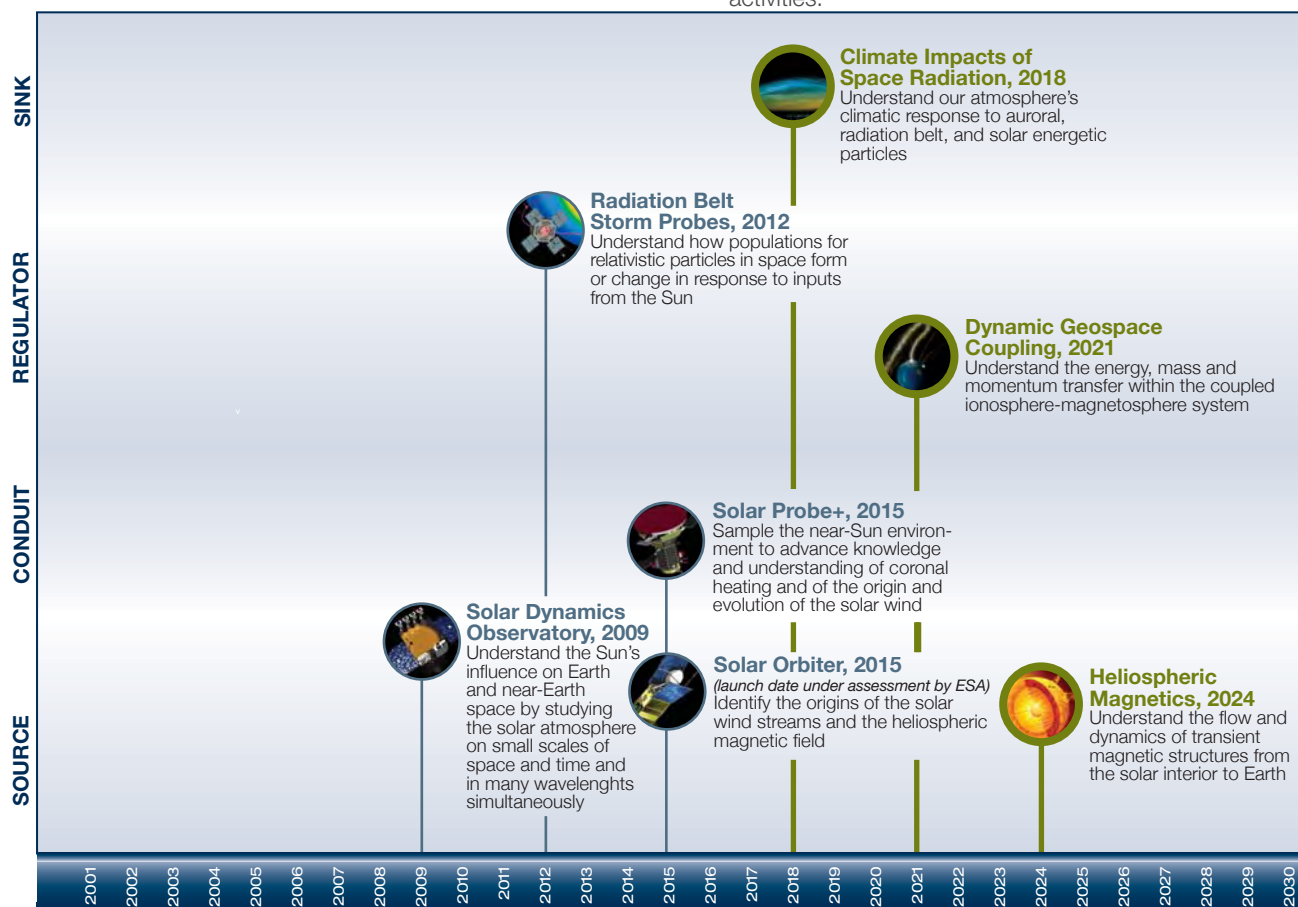 activities.
SINK
REGULATOR
CONDUIT
SOURCE
Climate Impacts of
Space Radiation, 2018
Understand our atmosphere's
climatic response to auroral,
radiation belt, and solar energetic
particles
Radiation Belt
Storm Probes, 2012
Understand how populations for
relativistic particles in space form
or change in response to inputs
from the Sun
Dynamic Geospace
Coupling, 2021
Understand the energy, mass and
momentum transfer within the coupled
ionosphere-magnetosphere system
v
Solar Probe+, 2015
Sample the near-Sun environ-
ment to advance knowledge
and understanding of coronal
heating and of the origin and
evolution of the solar wind
Solar Dynamics
Observatory, 2009
Understand the Sun's
influence on Earth
and near-Earth
space by studying
the solar atmosphere
on small scales of
space and time and
in many wavelenghts
simultaneously
Solar Orbiter, 2015
(launch date under assessment by ESA)
Identify the origins of the solar
wind streams and the heliospheric
magnetic field
Heliospheric
Magnetics, 2024
Understand the flow and
dynamics of transient
magnetic structures from
the solar interior to Earth
2001
2002
2003
2004
2005
2006
2007
2008
2009
2010
2011
2012
2013
2014
2015
2016
2017
2018
2019
2020
2021
2022
2023
2024
2025
2026
2027
2028
2029
2030